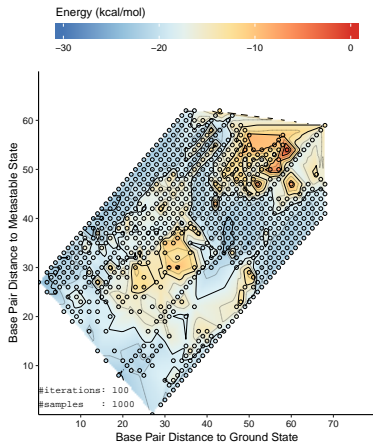 Energy (kcal/mol)
−30 −20 −10 0
Base Pair Distance to Metastable State
60
50
40
30
20
10
#iterations: 100
#samples   : 1000
10 20 30 40 50 60 70
Base Pair Distance to Ground State